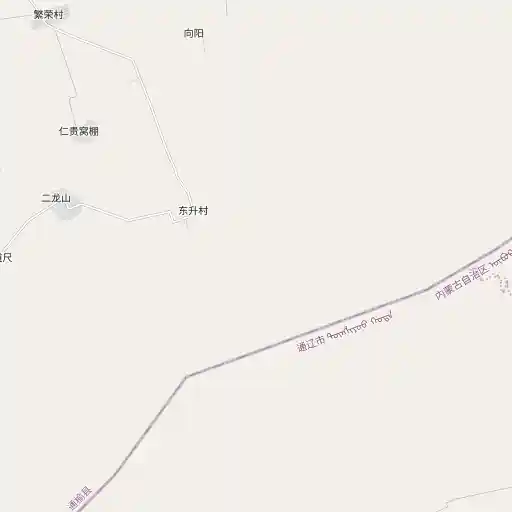 繁荣村
向阳
仁贵窝棚
二龙山
东升村
内蒙古自治区
通辽市
通榆县